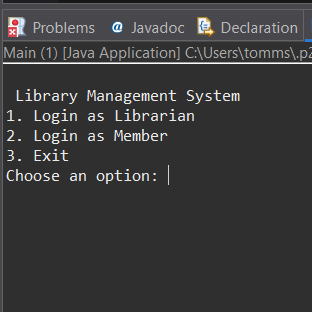 Problems @ Javadoc Declaration
Main (1) [Java Application] C:\Users\tomms\.p2
Library Management System
1. Login as Librarian
2. Login as Member
3. Exit
Choose an option: